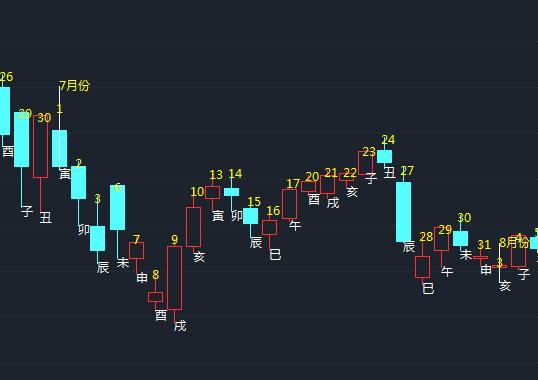 26
酉
29
子
30
丑
7月份
1
寅
2
卯
3
辰
6
未
7
申
8
酉
9
戌
10
亥
13
寅
14
卯
15
辰
16
巳
17
午
20
酉
21
戌
22
亥
23
子
24
丑
27
辰
28
巳
29
午
30
未
31
申
8月份
3
亥
4
子